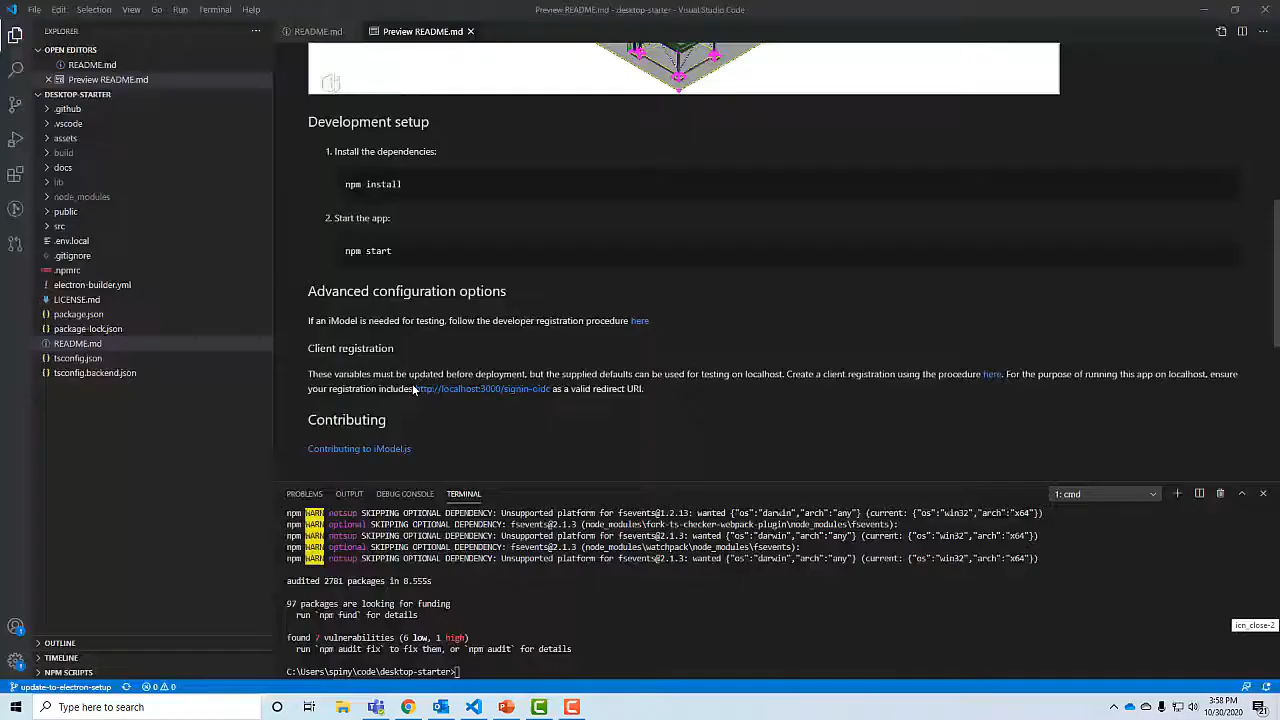 File Edit Selection View Go Run Terminal Help
Preview README.md - desktop-starter - Visual Studio Code
EXPLORER
README.md
Preview README.md
OPEN EDITORS
README.md
Preview README.md
DESKTOP-STARTER
.github
.vscode
assets
build
docs
lib
node_modules
public
src
.env.local
.gitignore
.npmrc
electron-builder.yml
LICENSE.md
package.json
package-lock.json
README.md
tsconfig.json
tsconfig.backend.json
OUTLINE
TIMELINE
NPM SCRIPTS
Development setup
1. Install the dependencies:
npm install
2. Start the app:
npm start
Advanced configuration options
If an iModel is needed for testing, follow the developer registration procedure here
Client registration
These variables must be updated before deployment, but the supplied defaults can be used for testing on localhost. Create a client registration using the procedure here. For the purpose of running this app on localhost, ensure
your registration includes http://localhost:3000/signin-oidc as a valid redirect URI.
Contributing
Contributing to iModel.js
PROBLEMS OUTPUT DEBUG CONSOLE TERMINAL
1: cmd
npm WARN notsup SKIPPING OPTIONAL DEPENDENCY: Unsupported platform for fsevents@1.2.13: wanted {"os":"darwin","arch":"any"} (current: {"os":"win32","arch":"x64"})
npm WARN optional SKIPPING OPTIONAL DEPENDENCY: fsevents@2.1.3 (node_modules\fork-ts-checker-webpack-plugin\node_modules\fsevents):
npm WARN notsup SKIPPING OPTIONAL DEPENDENCY: Unsupported platform for fsevents@2.1.3: wanted {"os":"darwin","arch":"any"} (current: {"os":"win32","arch":"x64"})
npm WARN optional SKIPPING OPTIONAL DEPENDENCY: fsevents@2.1.3 (node_modules\watchpack\node_modules\fsevents):
npm WARN notsup SKIPPING OPTIONAL DEPENDENCY: Unsupported platform for fsevents@2.1.3: wanted {"os":"darwin","arch":"any"} (current: {"os":"win32","arch":"x64"})
audited 2781 packages in 8.555s
97 packages are looking for funding
run `npm fund` for details
found 7 vulnerabilities (6 low, 1 high)
run `npm audit fix` to fix them, or `npm audit` for details
C:\Users\spiny\code\desktop-starter>
icn_close-2
update-to-electron-setup
0 0
Type here to search
3:58 PM
10/30/2020
21